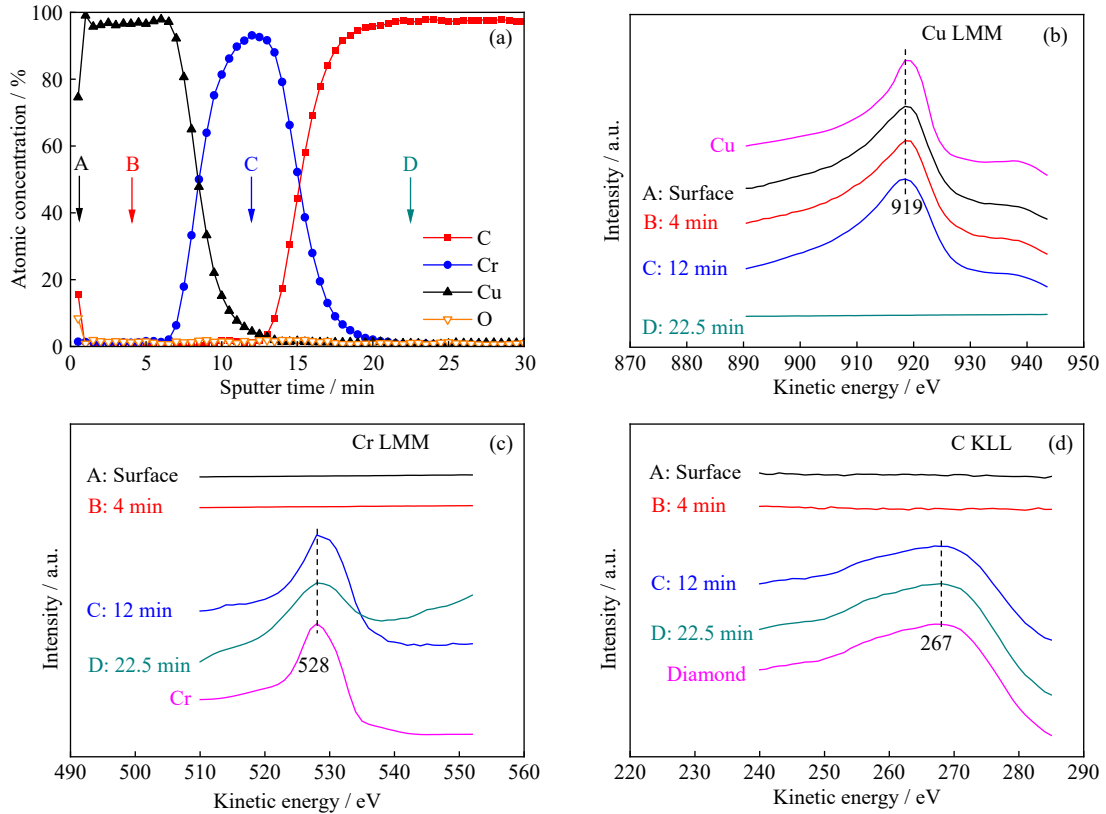 (a)
Atomic concentration / %
100
80
60
40
20
0
A
B
C
D
C
Cr
Cu
O
0 5 10 15 20 25 30
Sputter time / min
Cu LMM
(b)
Intensity / a.u.
Cu
A: Surface
B: 4 min
C: 12 min
D: 22.5 min
919
870 880 890 900 910 920 930 940 950
Kinetic energy / eV
Cr LMM
(c)
Intensity / a.u.
A: Surface
B: 4 min
C: 12 min
D: 22.5 min
Cr
528
490 500 510 520 530 540 550 560
Kinetic energy / eV
C KLL
(d)
Intensity / a.u.
A: Surface
B: 4 min
C: 12 min
D: 22.5 min
Diamond
267
220 230 240 250 260 270 280 290
Kinetic energy / eV